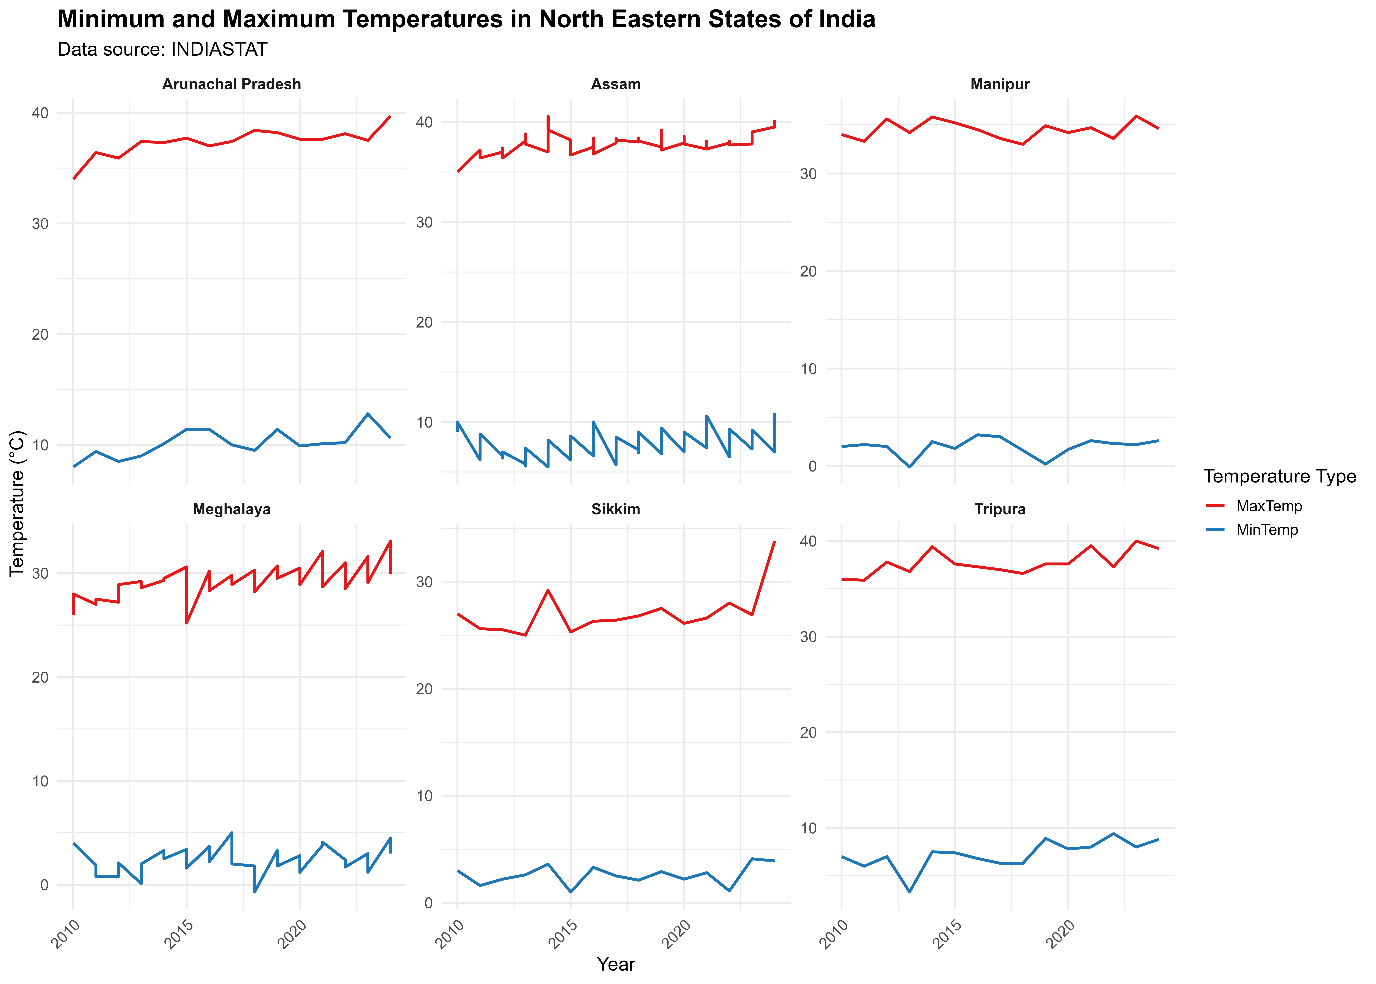 Minimum and Maximum Temperatures in North Eastern States of India
Data source: INDIASTAT
Arunachal Pradesh
Assam
Manipur
40
30
20
10
40
30
20
10
30
20
10
0
Temperature (°C)
Meghalaya
Sikkim
Tripura
30
20
10
0
30
20
10
0
40
30
20
10
2010
2015
2020
2010
2015
2020
2010
2015
2020
Year
Temperature Type
MaxTemp
MinTemp